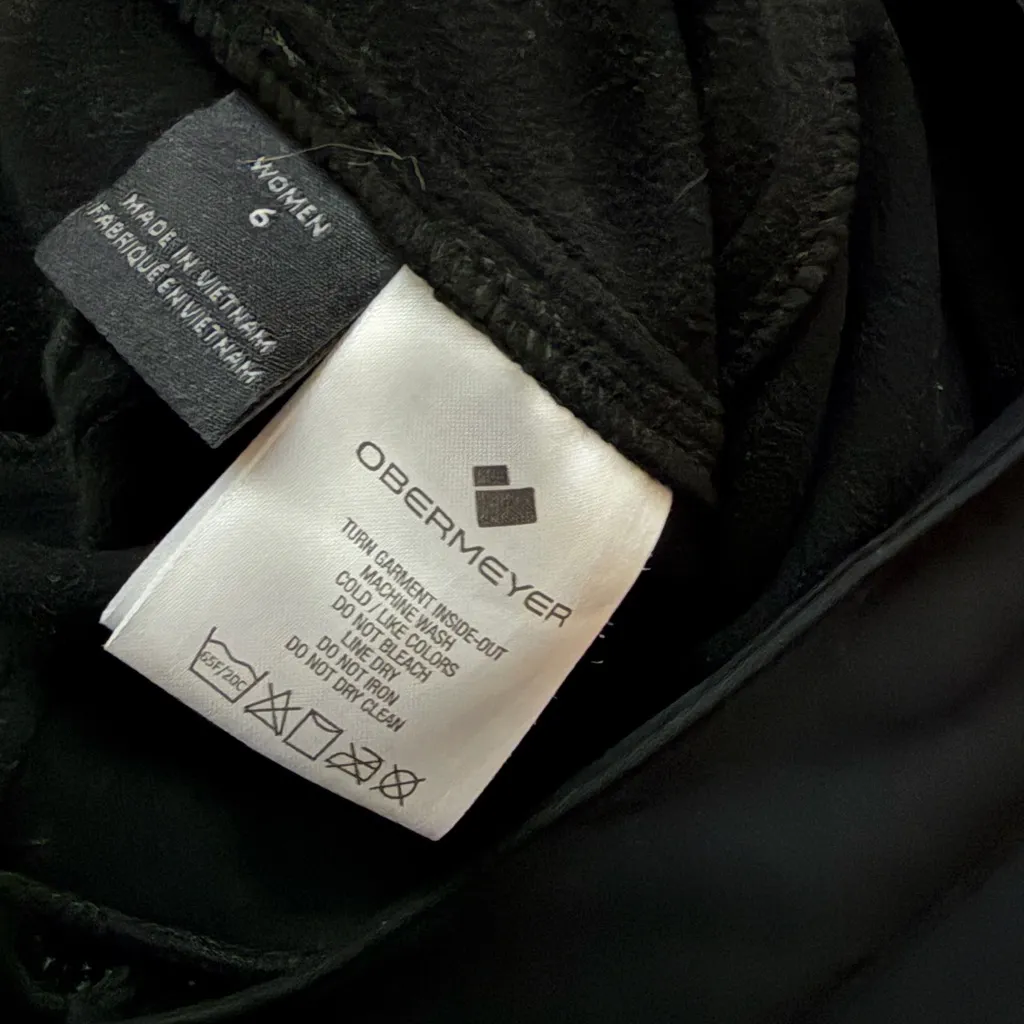 WOMEN
6
MADE IN VIETNAM
FABRIQUÉ EN VIETNAM
OBERMEYER
TURN GARMENT INSIDE-OUT
MACHINE WASH
COLD / LIKE COLORS
DO NOT BLEACH
LINE DRY
DO NOT IRON
DO NOT DRY CLEAN
65F/20C